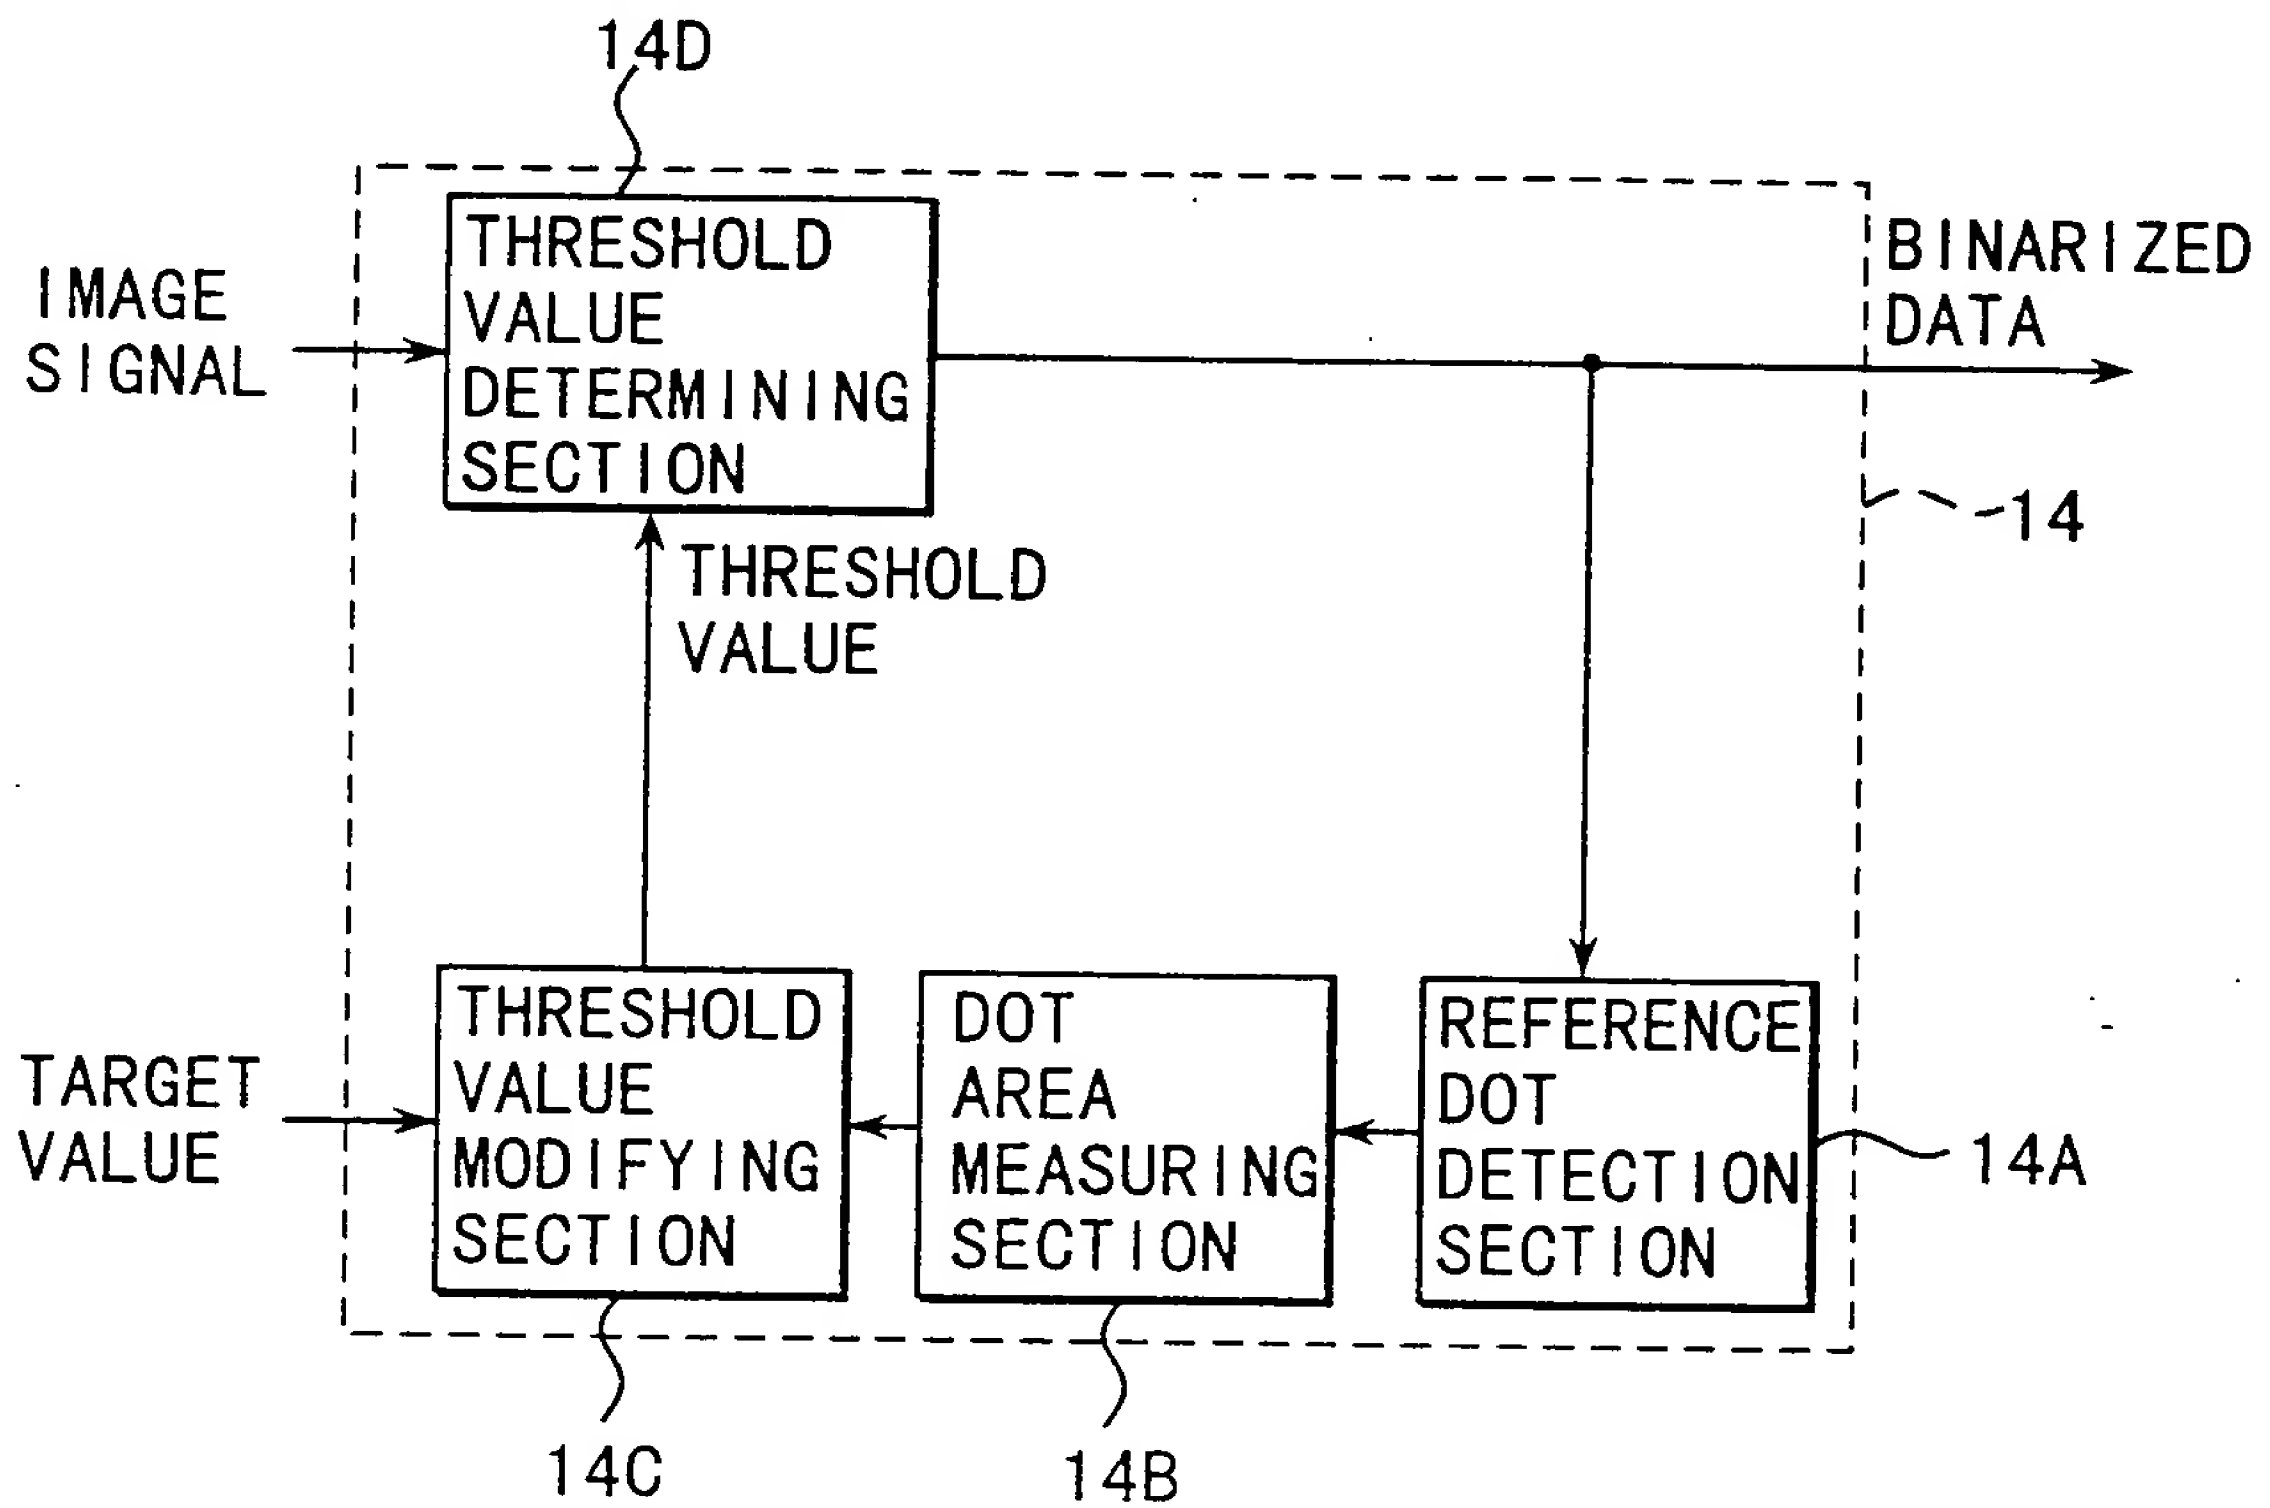 14D
THRESHOLD
VALUE
DETERMINING
SECTION
IMAGE
SIGNAL
BINARIZED
DATA
14
THRESHOLD
VALUE
TARGET
VALUE
THRESHOLD
VALUE
MODIFYING
SECTION
DOT
AREA
MEASURING
SECTION
REFERENCE
DOT
DETECTION
SECTION
14A
14C
14B